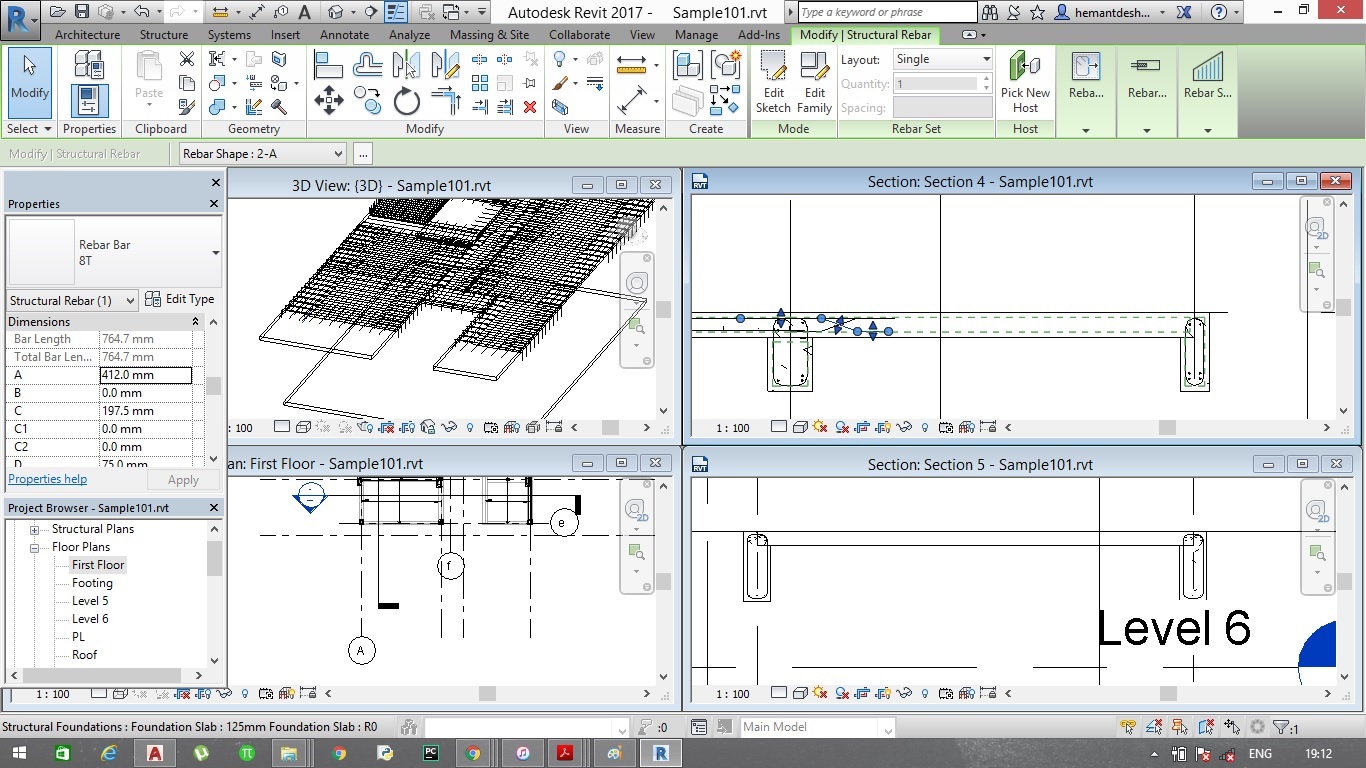 Autodesk Revit 2017 - Sample101.rvt
Type a keyword or phrase
hemantdesh...
Architecture Structure Systems Insert Annotate Analyze Massing & Site Collaborate View Manage Add-Ins Modify | Structural Rebar
Modify
Paste
Layout: Single
Quantity: 1
Spacing:
Edit Sketch
Edit Family
Pick New Host
Reba...
Rebar...
Rebar S...
Select Properties Clipboard Geometry Modify View Measure Create Mode Rebar Set Host
Modify | Structural Rebar
Rebar Shape : 2-A
...
Properties
Rebar Bar
8T
Structural Rebar (1)
Edit Type
Dimensions
Bar Length 764.7 mm
Total Bar Len... 764.7 mm
A 412.0 mm
B 0.0 mm
C 197.5 mm
C1 0.0 mm
C2 0.0 mm
D 75.0 mm
Properties help
Apply
Project Browser - Sample101.rvt
Structural Plans
Floor Plans
First Floor
Footing
Level 5
Level 6
PL
Roof
3D View: {3D} - Sample101.rvt
2D
: 100
RVT
Section: Section 4 - Sample101.rvt
2D
1 : 100
an: First Floor - Sample101.rvt
e
f
A
2D
1 : 100
RVT
Section: Section 5 - Sample101.rvt
2D
Level 6
1 : 100
Structural Foundations : Foundation Slab : 125mm Foundation Slab : R0
:0
Main Model
:1
ENG
19:12